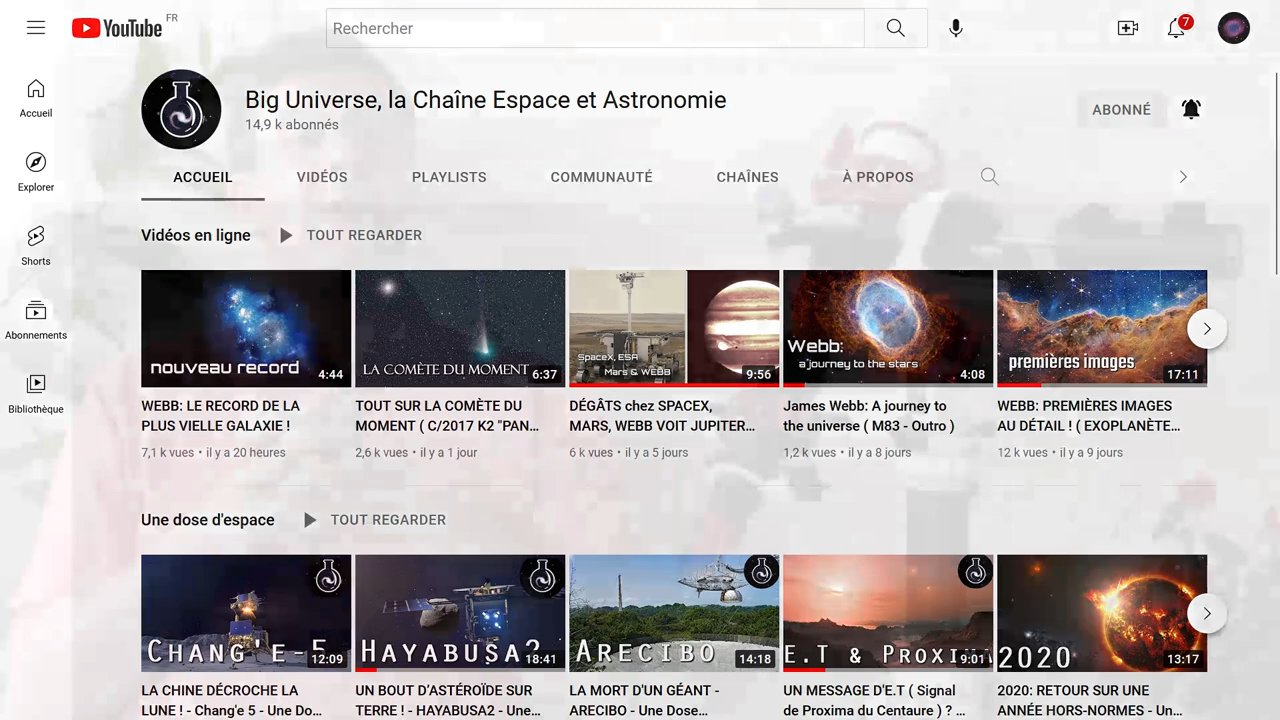 YouTube FR
Rechercher
7
Accueil
Explorer
Shorts
Abonnements
Bibliothèque
Big Universe, la Chaîne Espace et Astronomie
14,9 k abonnés
ABONNÉ
ACCUEIL VIDÉOS PLAYLISTS COMMUNAUTÉ CHAÎNES À PROPOS
Vidéos en ligne TOUT REGARDER
nouveau record 4:44
LA COMÈTE DU MOMENT 6:37
SpaceX, ESA
Mars & WEBB 9:56
Webb:
a journey to the stars 4:08
premières images 17:11
WEBB: LE RECORD DE LA
PLUS VIELLE GALAXIE !
7,1 k vues • il y a 20 heures
TOUT SUR LA COMÈTE DU
MOMENT ( C/2017 K2 "PAN...
2,6 k vues • il y a 1 jour
DÉGÂTS chez SPACEX,
MARS, WEBB VOIT JUPITER...
6 k vues • il y a 5 jours
James Webb: A journey to
the universe ( M83 - Outro )
1,2 k vues • il y a 8 jours
WEBB: PREMIÈRES IMAGES
AU DÉTAIL ! ( EXOPLANÈTE...
12 k vues • il y a 9 jours
Une dose d'espace TOUT REGARDER
CHANG'E-5 12:09
HAYABUSA2 18:41
ARECIBO 14:18
E.T & PROXIMA 9:01
2020 13:17
LA CHINE DÉCROCHE LA
LUNE ! - Chang'e 5 - Une Do...
UN BOUT D'ASTÉROÏDE SUR
TERRE ! - HAYABUSA2 - Une...
LA MORT D'UN GÉANT -
ARECIBO - Une Dose...
UN MESSAGE D'E.T ( Signal
de Proxima du Centaure ) ? ...
2020: RETOUR SUR UNE
ANNÉE HORS-NORMES - Un...